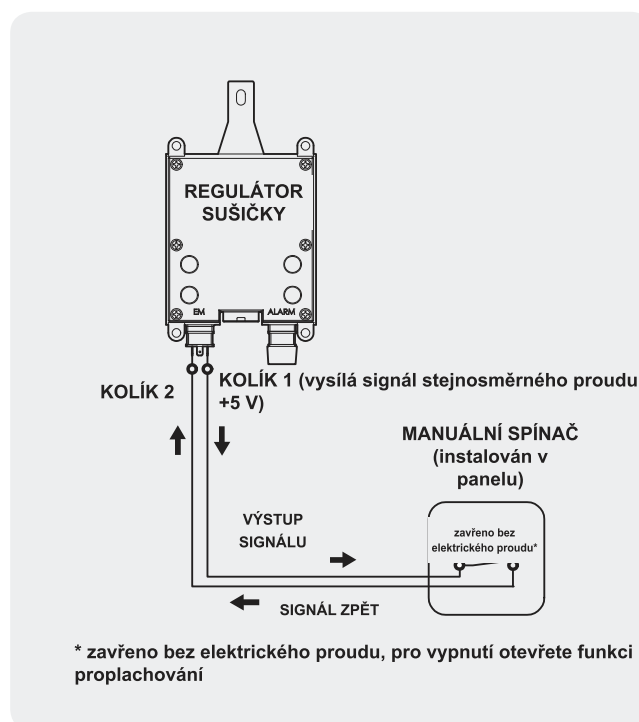 REGULÁTOR
SUŠIČKY
EM
ALARM
KOLÍK 2
KOLÍK 1 (vysílá signál stejnosměrného proudu
+5 V)
MANUÁLNÍ SPÍNAČ
(instalován v
panelu)
VÝSTUP
SIGNÁLU
zavřeno bez
elektrického proudu*
SIGNÁL ZPĚT
* zavřeno bez elektrického proudu, pro vypnutí otevřete funkci
proplachování